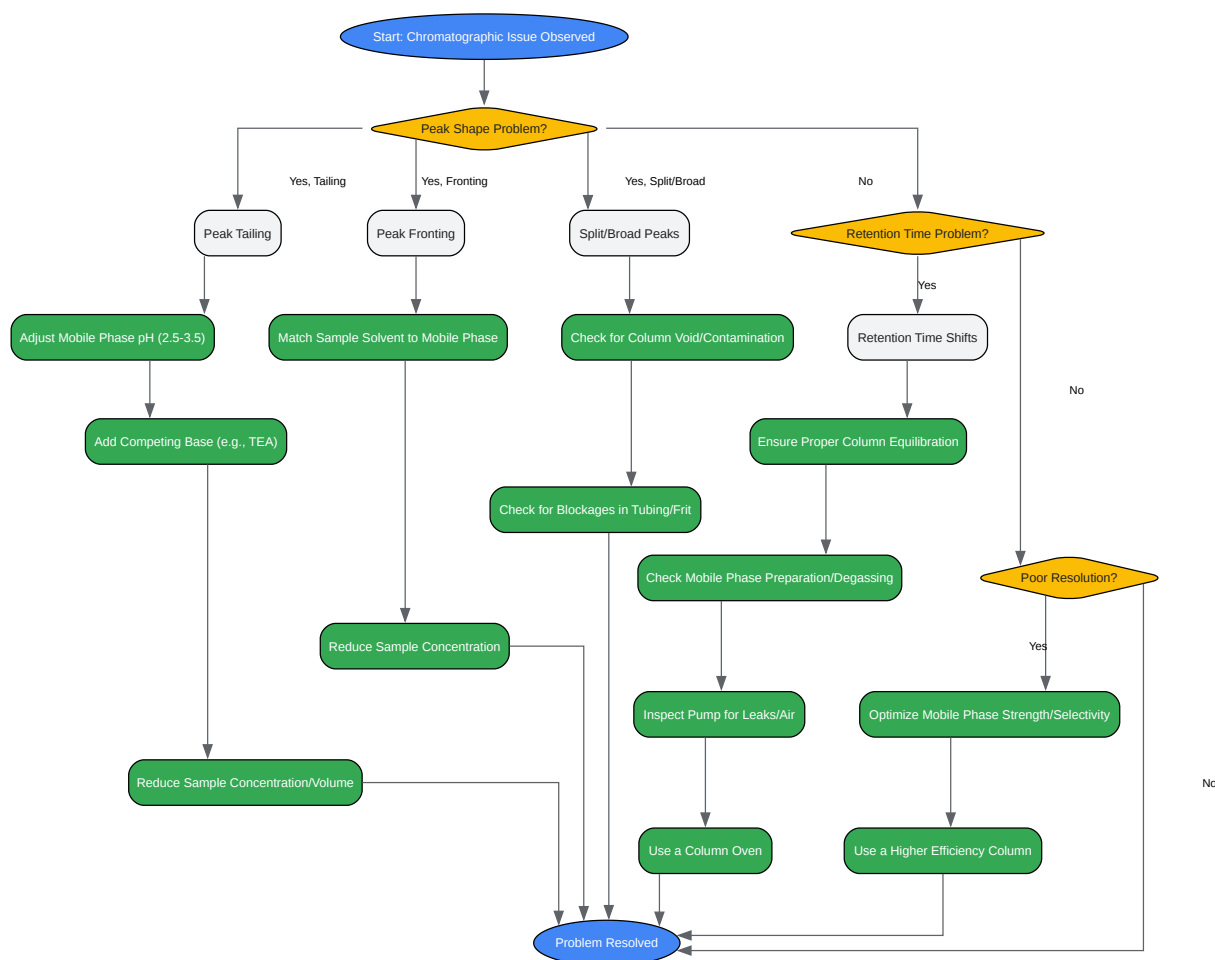 Start: Chromatographic Issue Observed
Peak Shape Problem?
Yes, Tailing
Yes, Fronting
Yes, Split/Broad
No
Peak Tailing
Peak Fronting
Split/Broad Peaks
Retention Time Problem?
Yes
Adjust Mobile Phase pH (2.5-3.5)
Match Sample Solvent to Mobile Phase
Check for Column Void/Contamination
Retention Time Shifts
No
Add Competing Base (e.g., TEA)
Ensure Proper Column Equilibration
Check for Blockages in Tubing/Frit
Check Mobile Phase Preparation/Degassing
Poor Resolution?
Reduce Sample Concentration
Yes
Inspect Pump for Leaks/Air
Optimize Mobile Phase Strength/Selectivity
Reduce Sample Concentration/Volume
No
Use a Column Oven
Use a Higher Efficiency Column
Problem Resolved